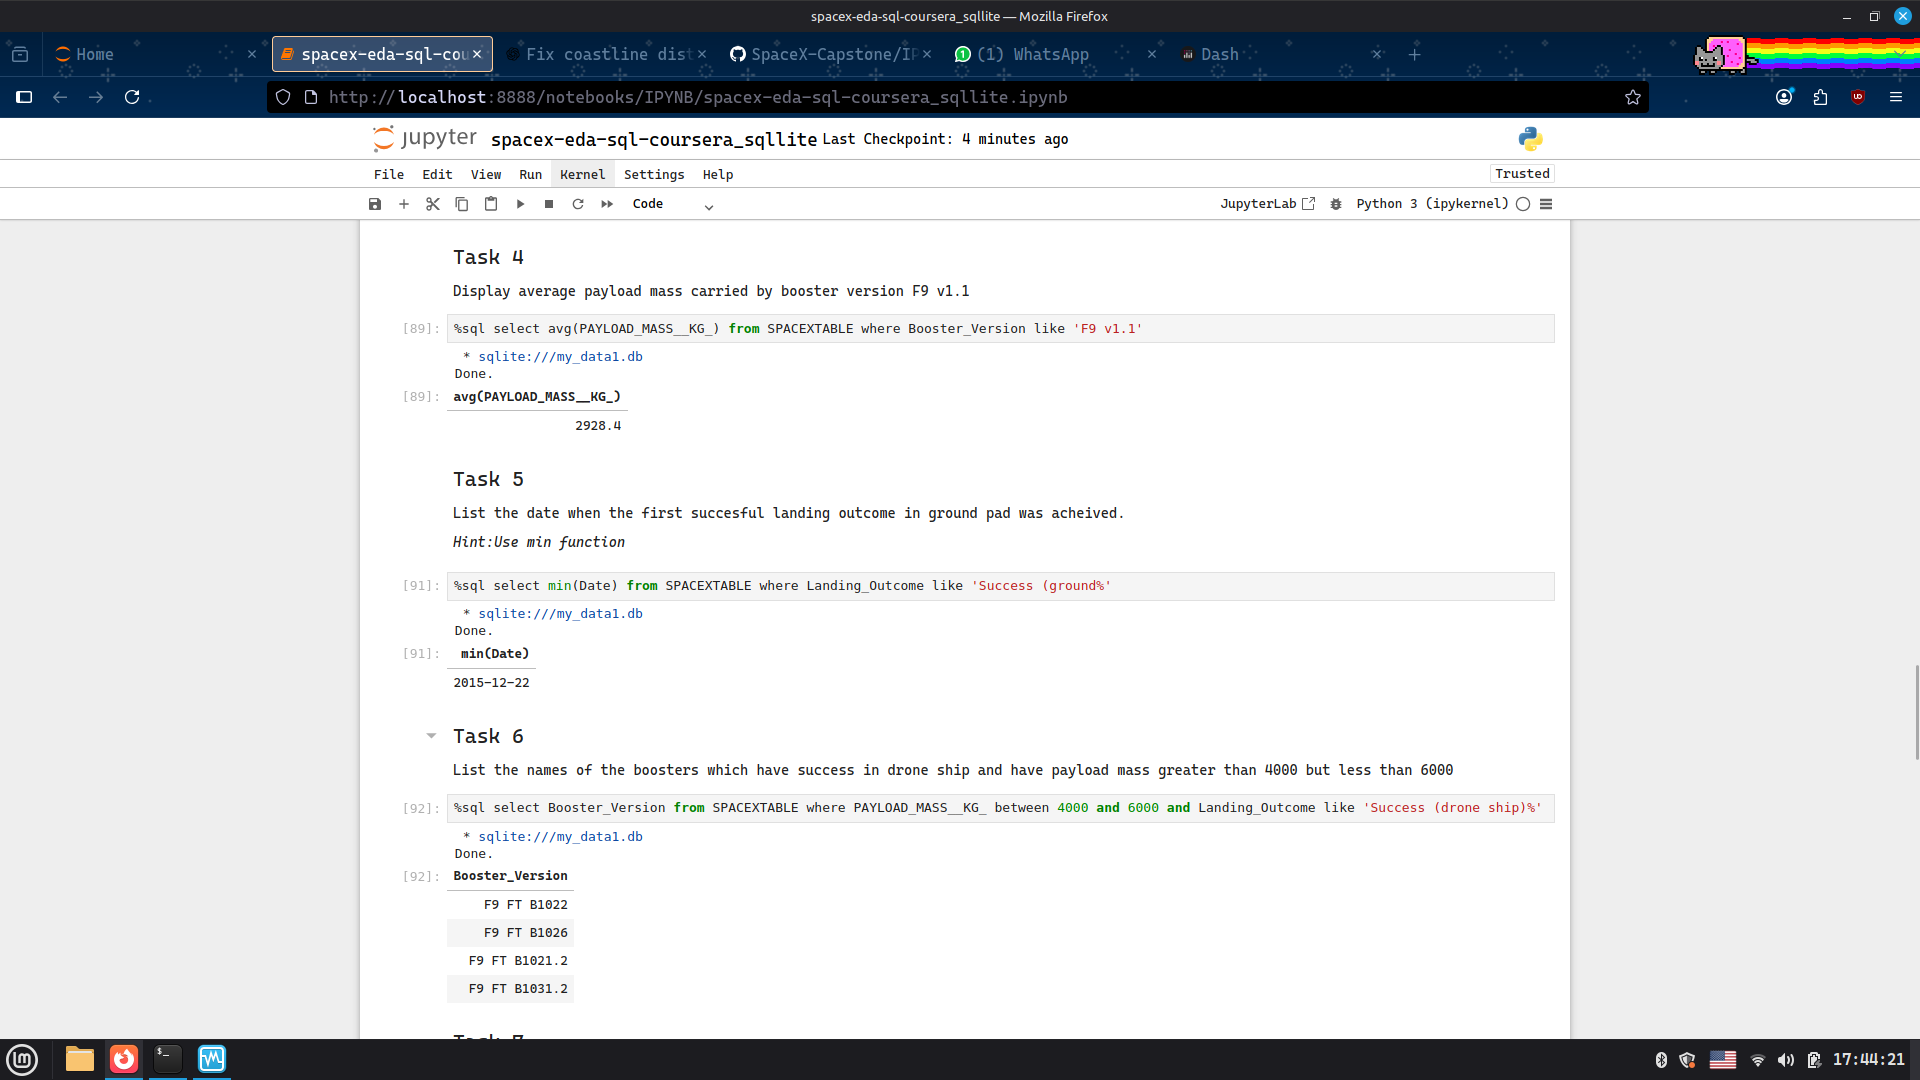 spacex-eda-sql-coursera_sqllite — Mozilla Firefox
Home
spacex-eda-sql-cou
Fix coastline dist
SpaceX-Capstone/IP
(1) WhatsApp
Dash
http://localhost:8888/notebooks/IPYNB/spacex-eda-sql-coursera_sqllite.ipynb
jupyter spacex-eda-sql-coursera_sqllite Last Checkpoint: 4 minutes ago
File Edit View Run Kernel Settings Help Trusted
Code JupyterLab Python 3 (ipykernel)
Task 4
Display average payload mass carried by booster version F9 v1.1
[89]: %sql select avg(PAYLOAD_MASS__KG_) from SPACEXTABLE where Booster_Version like 'F9 v1.1'
* sqlite:///my_data1.db
Done.
[89]: avg(PAYLOAD_MASS__KG_)
2928.4
Task 5
List the date when the first succesful landing outcome in ground pad was acheived.
Hint:Use min function
[91]: %sql select min(Date) from SPACEXTABLE where Landing_Outcome like 'Success (ground%'
* sqlite:///my_data1.db
Done.
[91]: min(Date)
2015-12-22
Task 6
List the names of the boosters which have success in drone ship and have payload mass greater than 4000 but less than 6000
[92]: %sql select Booster_Version from SPACEXTABLE where PAYLOAD_MASS__KG_ between 4000 and 6000 and Landing_Outcome like 'Success (drone ship)%'
* sqlite:///my_data1.db
Done.
[92]: Booster_Version
F9 FT B1022
F9 FT B1026
F9 FT B1021.2
F9 FT B1031.2
Task 7
17:44:21